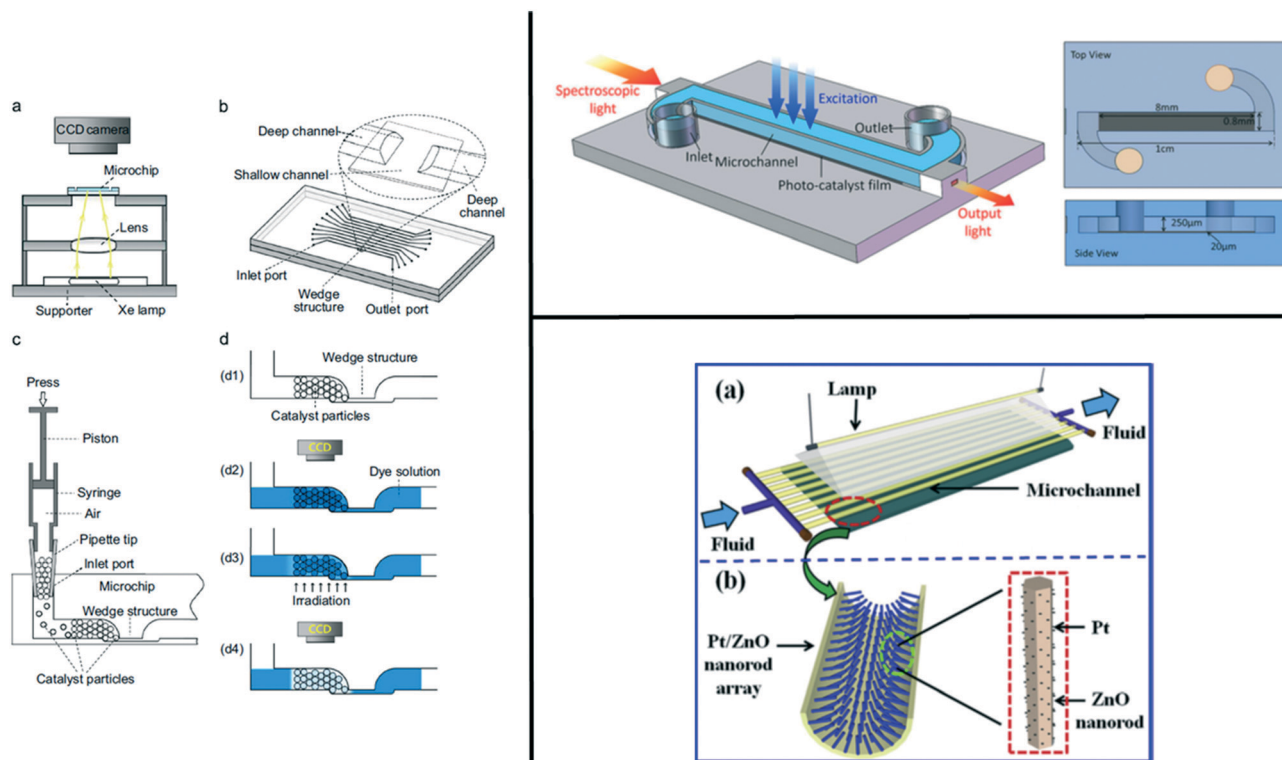 a
CCD camera
Microchip
Lens
Supporter
Xe lamp
b
Deep channel
Shallow channel
Deep
channel
Inlet port
Wedge
structure
Outlet port
c
Press
Piston
Syringe
Air
Pipette tip
Inlet port
Microchip
Wedge structure
Catalyst particles
d
(d1)
Wedge structure
Catalyst particles
(d2)
CCD
Dye solution
(d3)
Irradiation
(d4)
CCD
Spectroscopic
light
Excitation
Outlet
Inlet
Microchannel
Photo-catalyst film
Output
light
Top View
8mm
0.8mm
1cm
250μm
20μm
Side View
(a)
Lamp
Fluid
Microchannel
Fluid
(b)
Pt/ZnO
nanorod
array
Pt
ZnO
nanorod